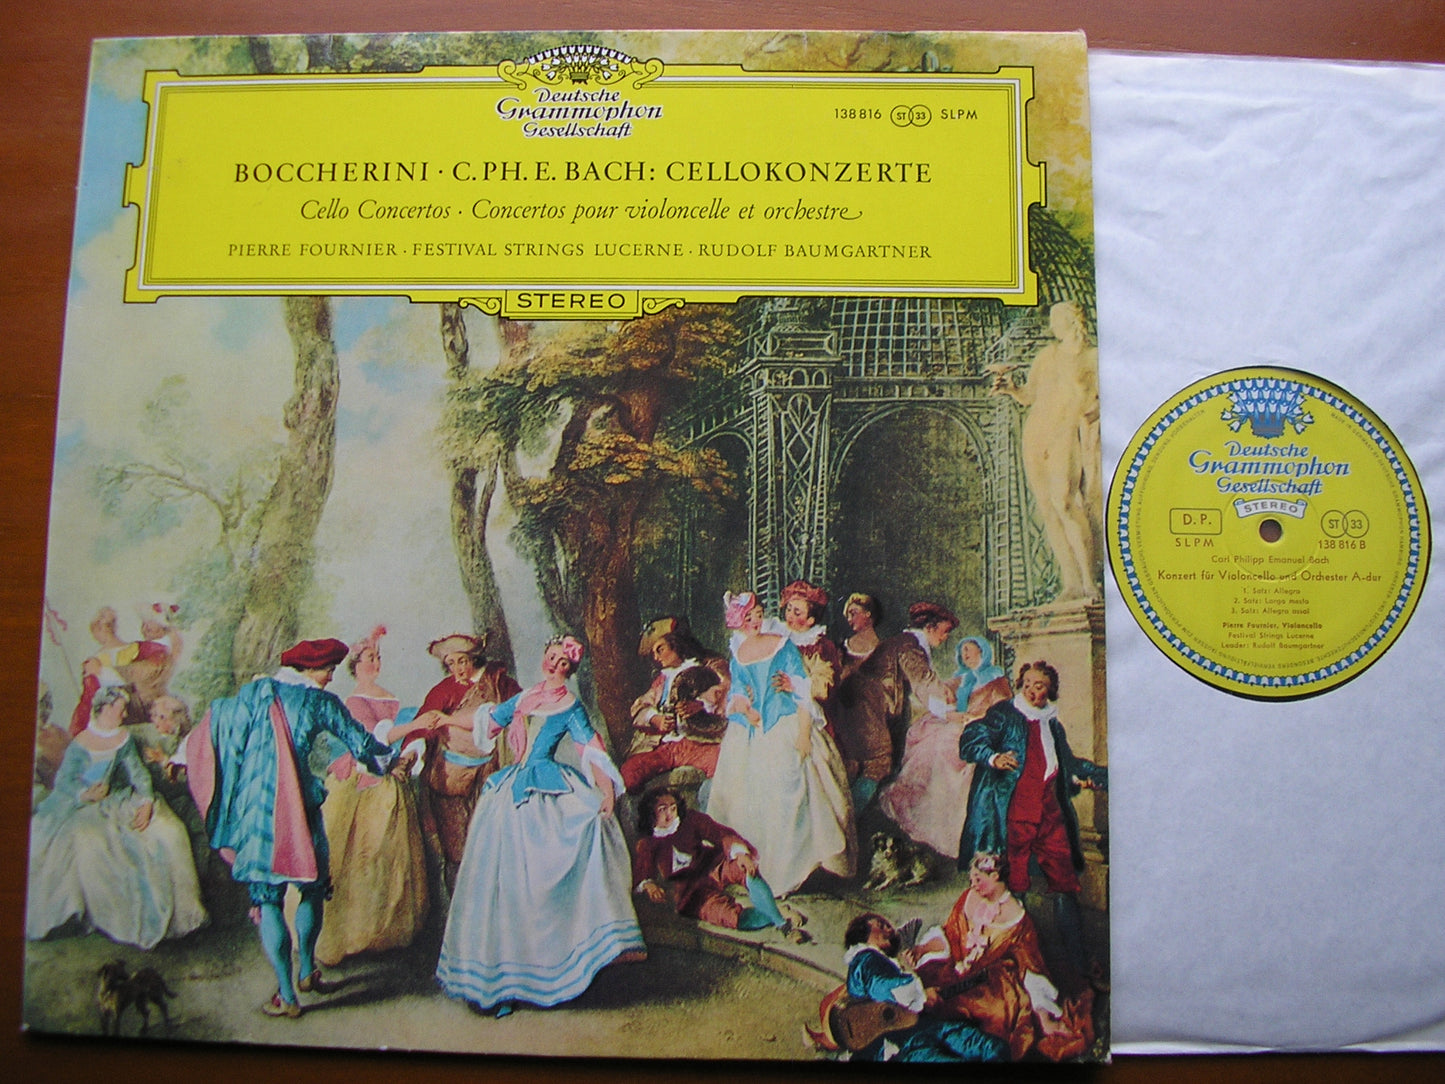 Deutsche
Grammophon
Gesellschaft
138 816 ST 33 SLPM
BOCCHERINI · C. PH. E. BACH: CELLOKONZERTE
Cello Concertos · Concertos pour violoncelle et orchestre
PIERRE FOURNIER · FESTIVAL STRINGS LUCERNE · RUDOLF BAUMGARTNER
STEREO
Deutsche
Grammophon
Gesellschaft
STEREO
D. P.
SLPM
ST 33
138 816 B
Carl Philipp Emanuel Bach
Konzert für Violoncello und Orchester A-dur
1. Satz: Allegro
2. Satz: Largo mesto
3. Satz: Allegro assai
Pierre Fournier, Violoncello
Festival Strings Lucerne
Leader: Rudolf Baumgartner
MADE IN GERMANY